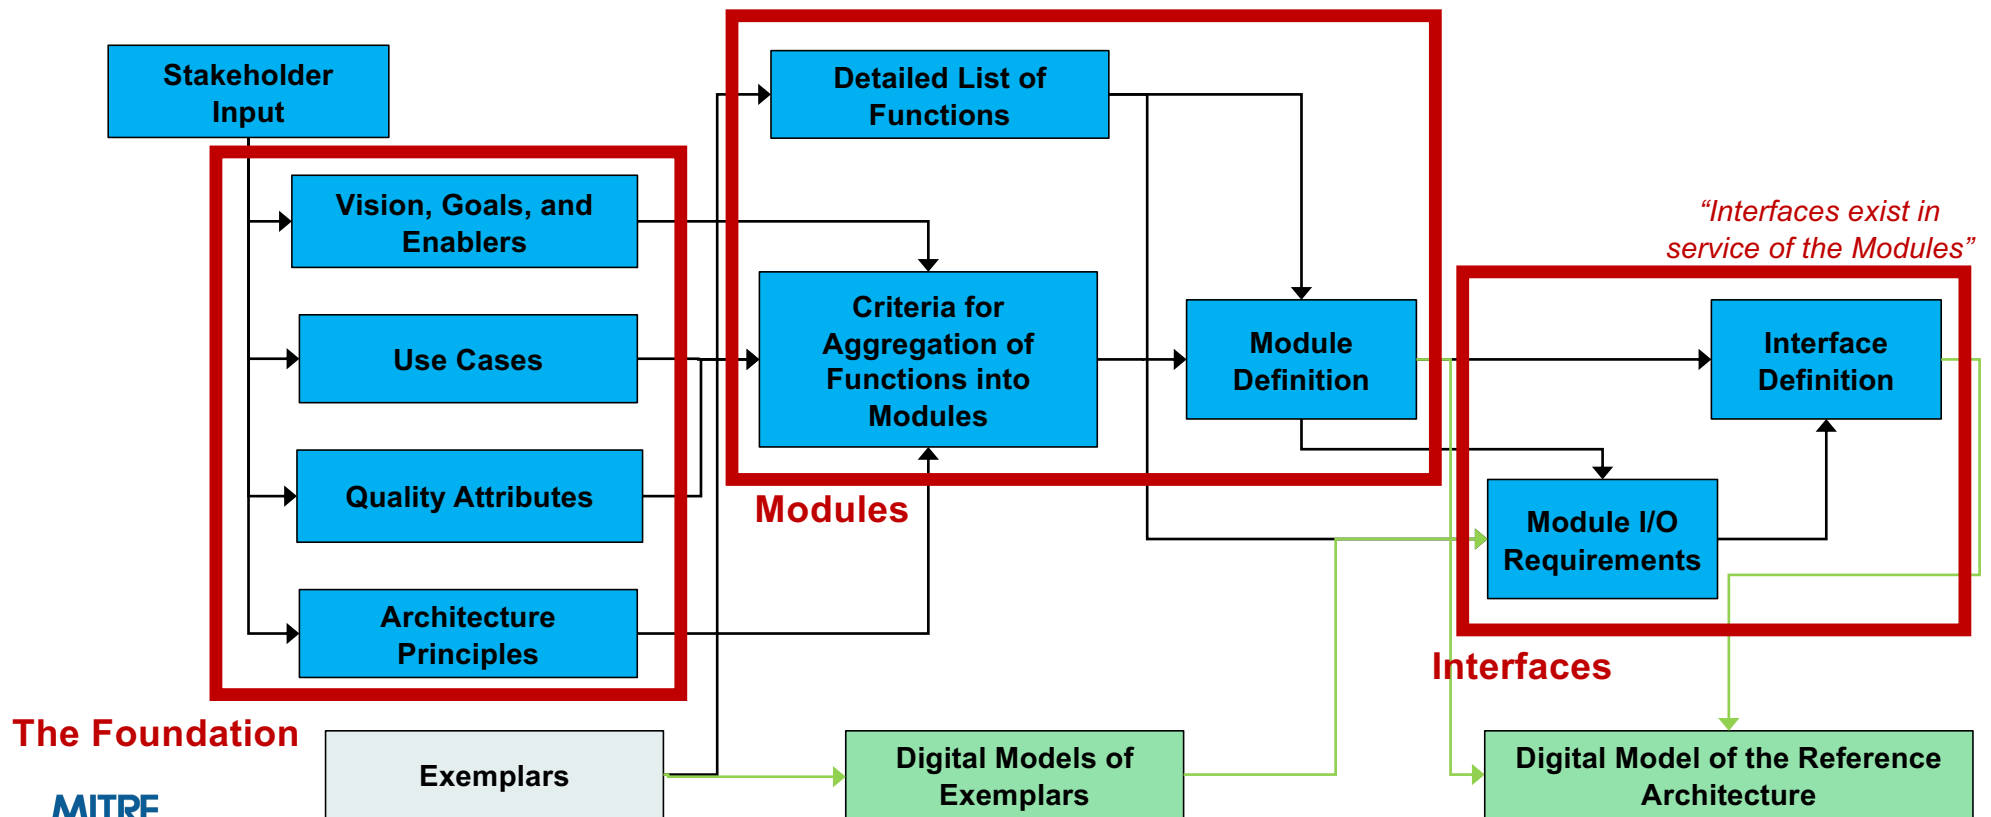 Stakeholder
Input
Detailed List of
Functions
Vision, Goals, and
Enablers
“Interfaces exist in
service of the Modules”
Criteria for
Aggregation of
Functions into
Modules
Use Cases
Module
Definition
Interface
Definition
Quality Attributes
Modules
Module I/O
Requirements
Architecture
Principles
Interfaces
The Foundation
Exemplars
Digital Models of
Exemplars
Digital Model of the Reference
Architecture
MITRE